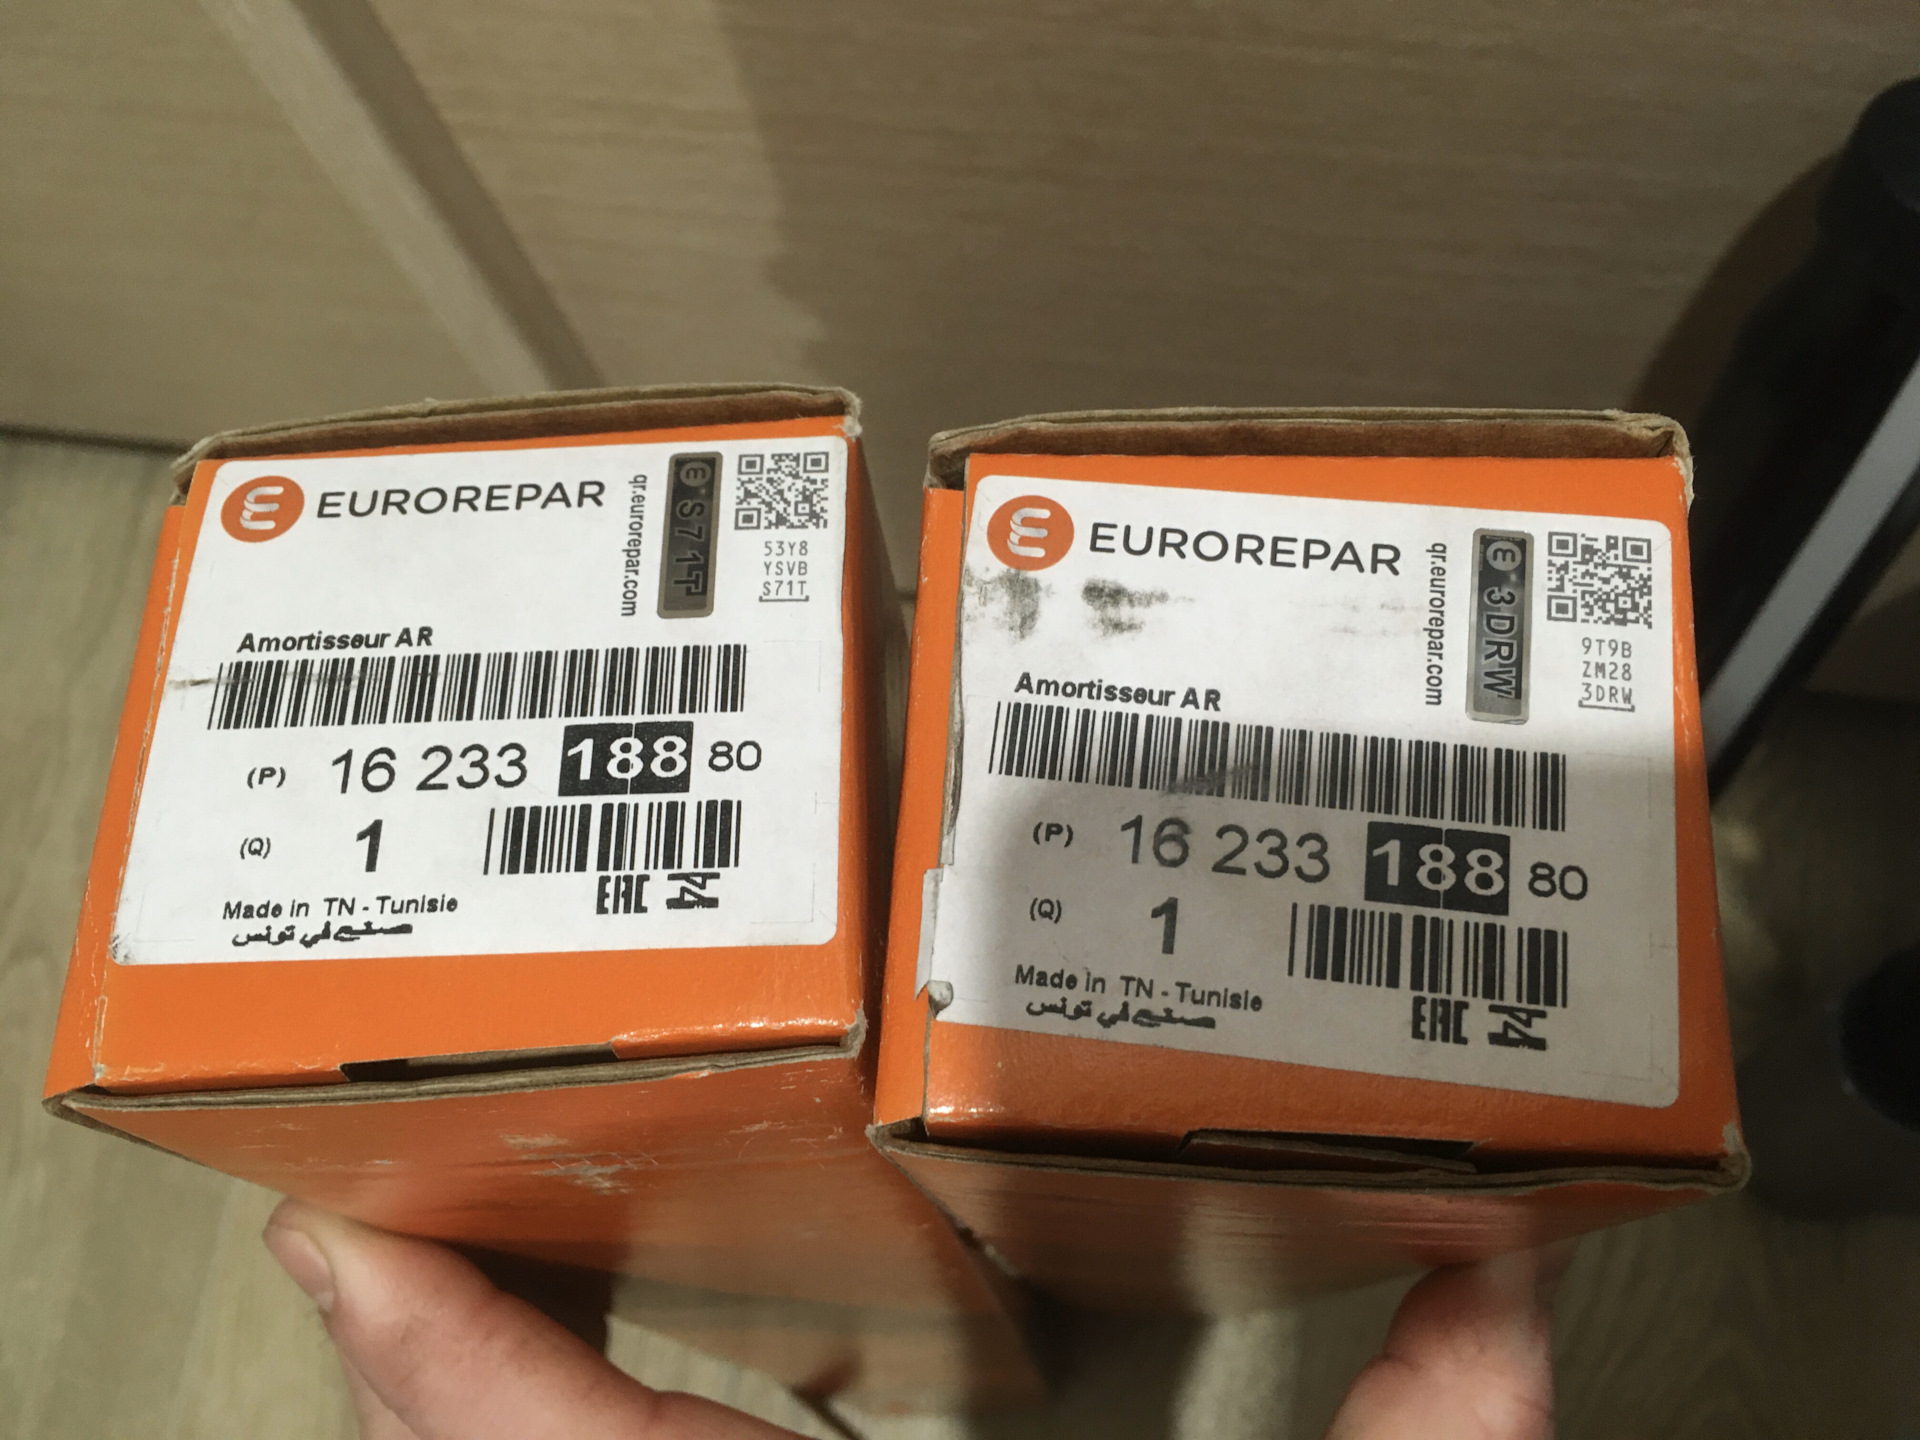 EUROREPAR
qr.eurorepar.com
S71T
53Y8
YSVB
S71T
Amortisseur AR
(P) 16 233 188 80
(Q) 1
EAC
Made in TN - Tunisie
صنع في تونس
EUROREPAR
qr.eurorepar.com
3DRW
9T9B
ZM28
3DRW
Amortisseur AR
(P) 16 233 188 80
(Q) 1
Made in TN - Tunisie
صنع في تونس
EAC